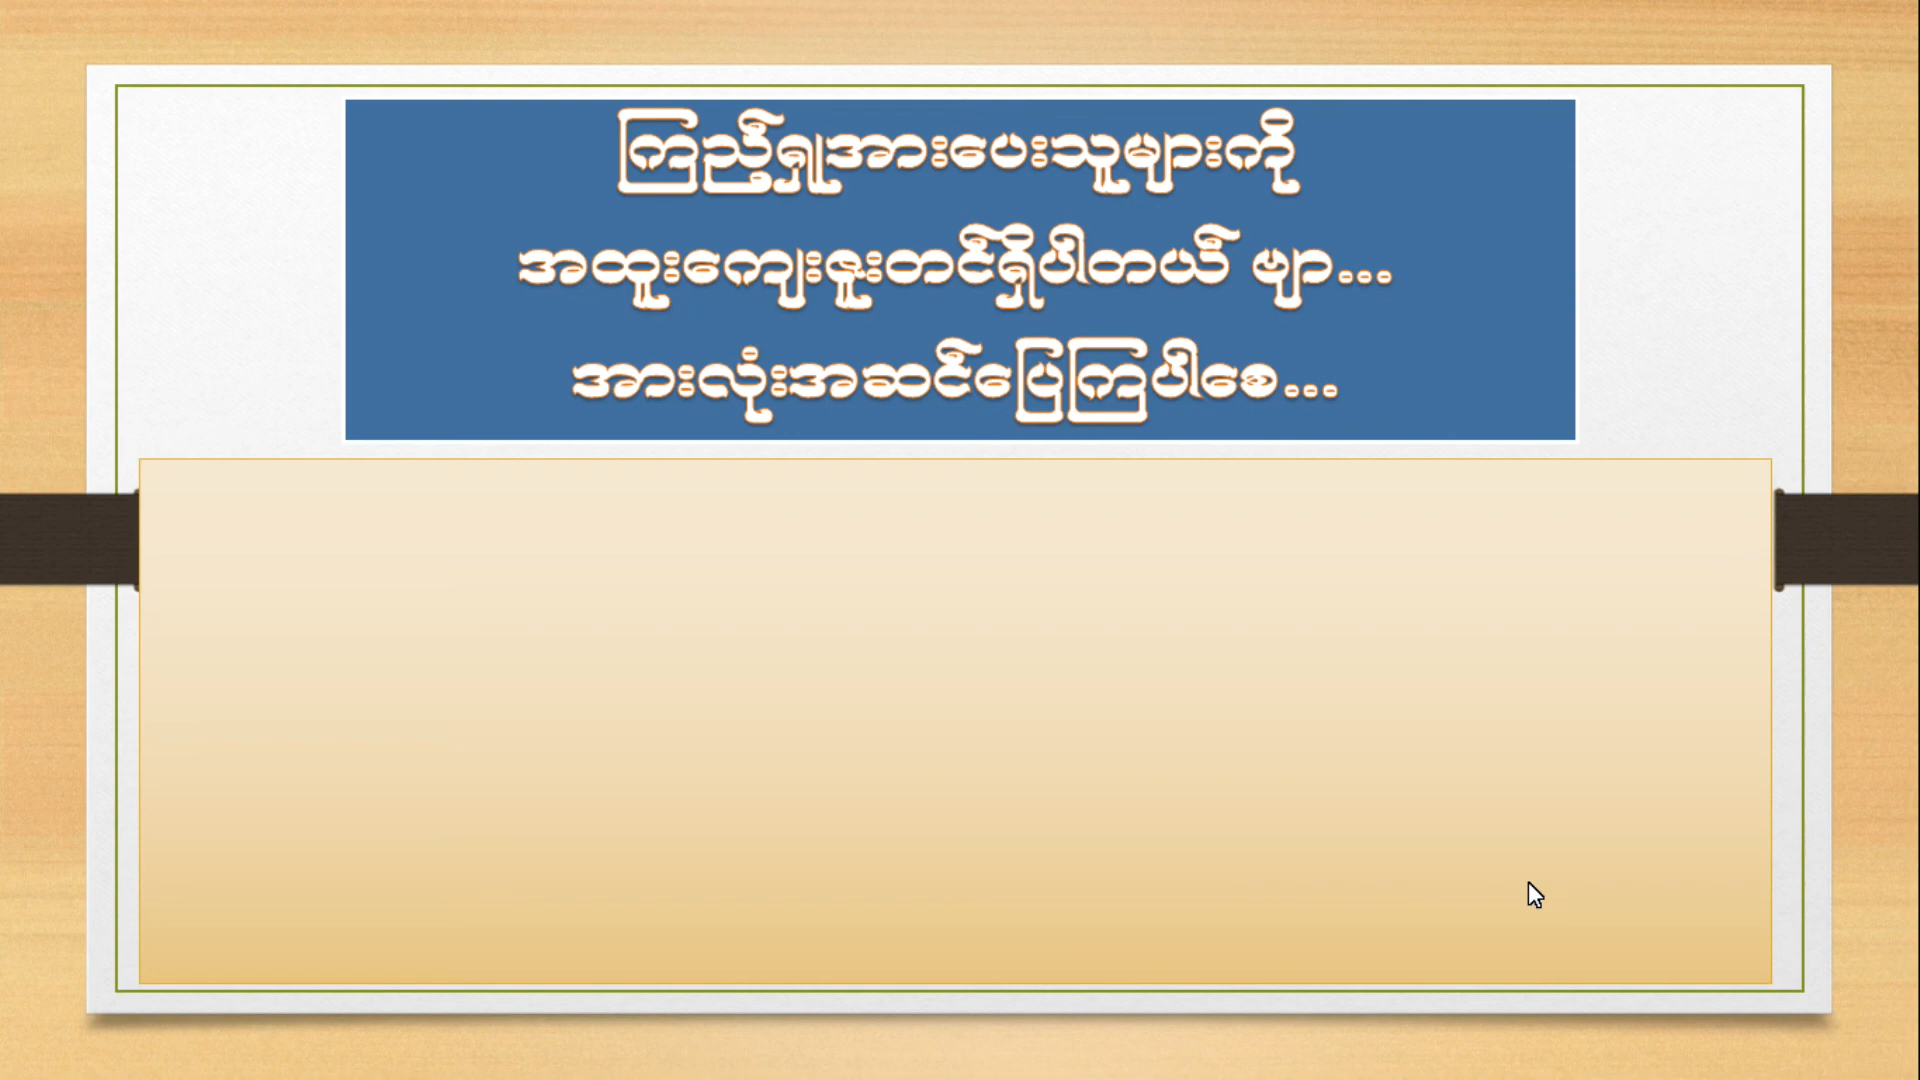 ကြည့်ရှုအားပေးသူများကို
အထူးကျေးဇူးတင်ရှိပါတယ် ဗျာ...
အားလုံးအဆင်ပြေကြပါစေ...